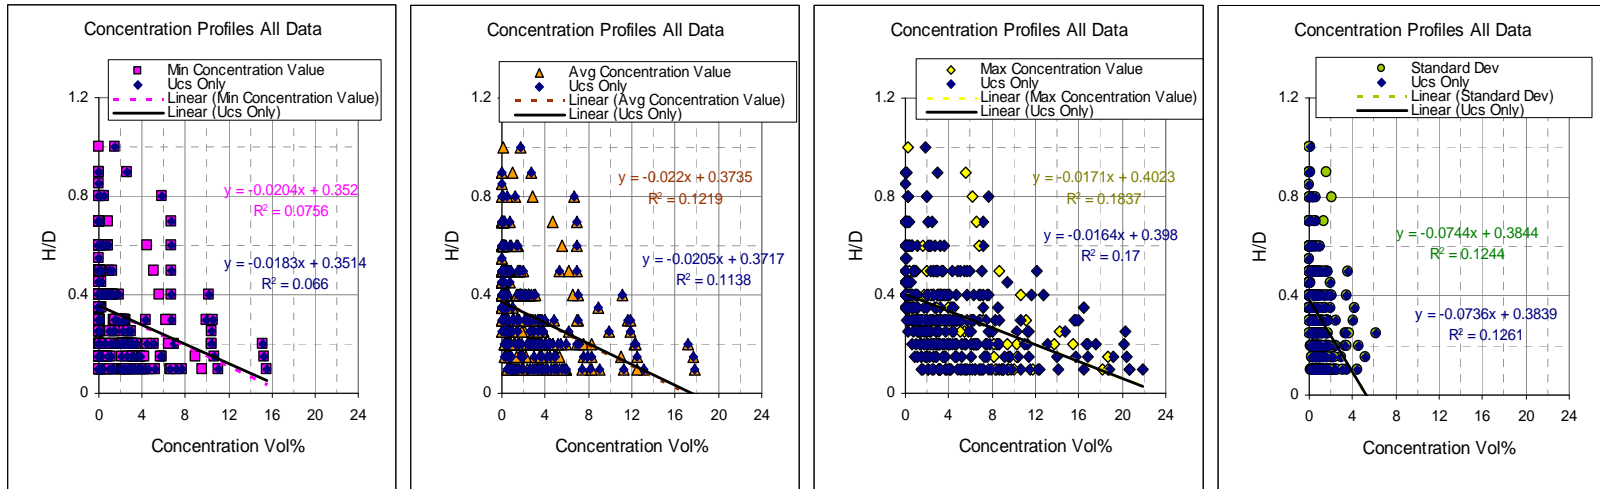 Concentration Profiles All Data
Min Concentration Value
Ucs Only
Linear (Min Concentration Value)
Linear (Ucs Only)
1.2
0.8
0.4
0
H/D
y = -0.0204x + 0.352
R² = 0.0756
y = -0.0183x + 0.3514
R² = 0.066
0 4 8 12 16 20 24
Concentration Vol%
Concentration Profiles All Data
Avg Concentration Value
Ucs Only
Linear (Avg Concentration Value)
Linear (Ucs Only)
1.2
0.8
0.4
0
H/D
y = -0.022x + 0.3735
R² = 0.1219
y = -0.0205x + 0.3717
R² = 0.1138
0 4 8 12 16 20 24
Concentration Vol%
Concentration Profiles All Data
Max Concentration Value
Ucs Only
Linear (Max Concentration Value)
Linear (Ucs Only)
1.2
0.8
0.4
0
H/D
y = -0.0171x + 0.4023
R² = 0.1837
y = -0.0164x + 0.398
R² = 0.17
0 4 8 12 16 20 24
Concentration Vol%
Concentration Profiles All Data
Standard Dev
Ucs Only
Linear (Standard Dev)
Linear (Ucs Only)
1.2
0.8
0.4
0
H/D
y = -0.0744x + 0.3844
R² = 0.1244
y = -0.0736x + 0.3839
R² = 0.1261
0 4 8 12 16 20 24
Concentration Vol%